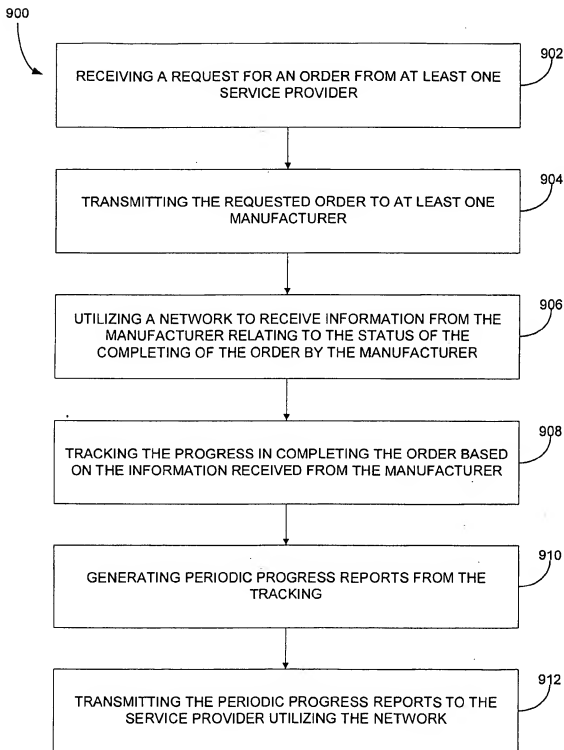 900
902
RECEIVING A REQUEST FOR AN ORDER FROM AT LEAST ONE
SERVICE PROVIDER
904
TRANSMITTING THE REQUESTED ORDER TO AT LEAST ONE
MANUFACTURER
906
UTILIZING A NETWORK TO RECEIVE INFORMATION FROM THE
MANUFACTURER RELATING TO THE STATUS OF THE
COMPLETING OF THE ORDER BY THE MANUFACTURER
908
TRACKING THE PROGRESS IN COMPLETING THE ORDER BASED
ON THE INFORMATION RECEIVED FROM THE MANUFACTURER
910
GENERATING PERIODIC PROGRESS REPORTS FROM THE
TRACKING
912
TRANSMITTING THE PERIODIC PROGRESS REPORTS TO THE
SERVICE PROVIDER UTILIZING THE NETWORK